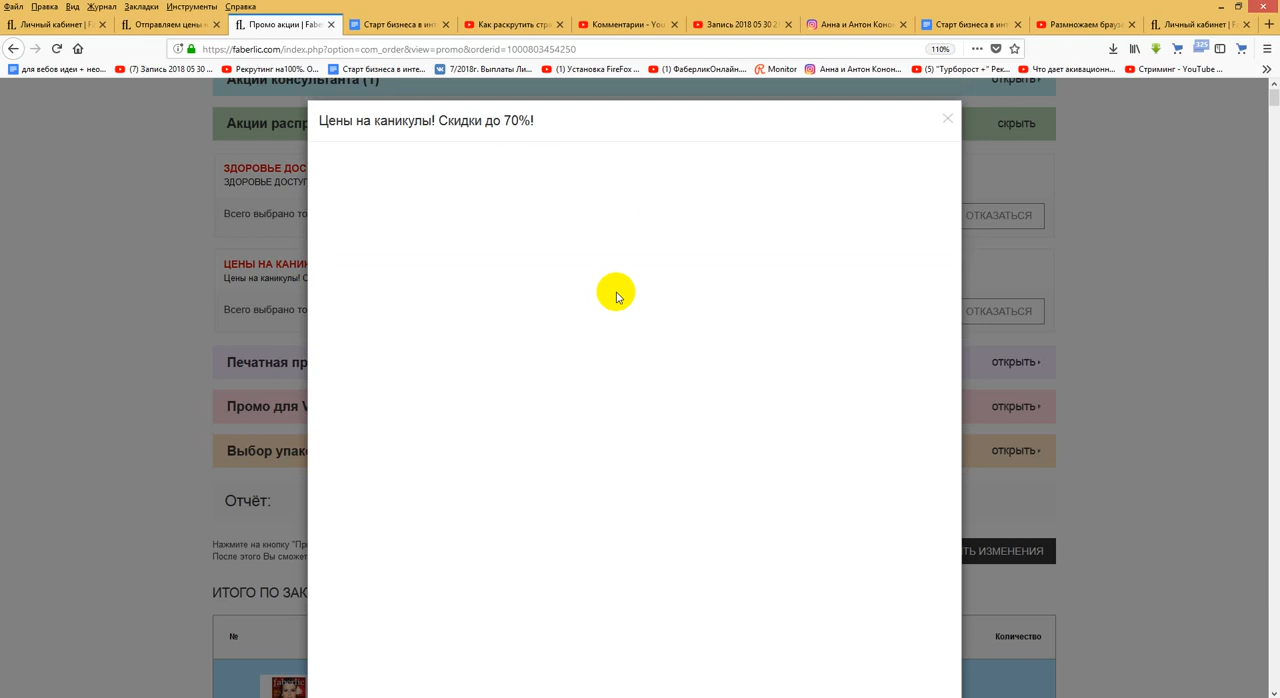 Файл Правка Вид Журнал Закладки Инструменты Справка
Личный кабинет | F
Отправляем цены н
Промо акции | Fabe
Старт бизнеса в инт
Как раскрутить стра
Комментарии - You
Запись 2018 05 30 2
Анна и Антон Конон
Старт бизнеса в инт
Размножаем брауз
Личный кабинет | F
https://faberlic.com/index.php?option=com_order&view=promo&orderid=1000803454250
110%
325
для вебов идеи + нео...
(7) Запись 2018 05 30 ...
Рекрутинг на100%. О...
Старт бизнеса в инте...
7/2018г. Выплаты Ли...
(1) Установка FireFox ...
(1) ФаберликОнлайн....
Monitor
Анна и Антон Конон...
(5) "Турборост +" Рек...
Что дает акивационн...
Стриминг - YouTube ...
Акции консультанта (1)
открыть
Цены на каникулы! Скидки до 70%!
Акции расп
скрыть
ЗДОРОВЬЕ ДОС
ЗДОРОВЬЕ ДОСТУП
Всего выбрано то
ОТКАЗАТЬСЯ
ЦЕНЫ НА КАНИК
Цены на каникулы! С
Всего выбрано то
ОТКАЗАТЬСЯ
Печатная пр
открыть
Промо для V
открыть
Выбор упак
открыть
Отчёт:
Нажмите на кнопку "Пр
После этого Вы сможет
ТЬ ИЗМЕНЕНИЯ
ИТОГО ПО ЗАК
№
Количество
faberlic